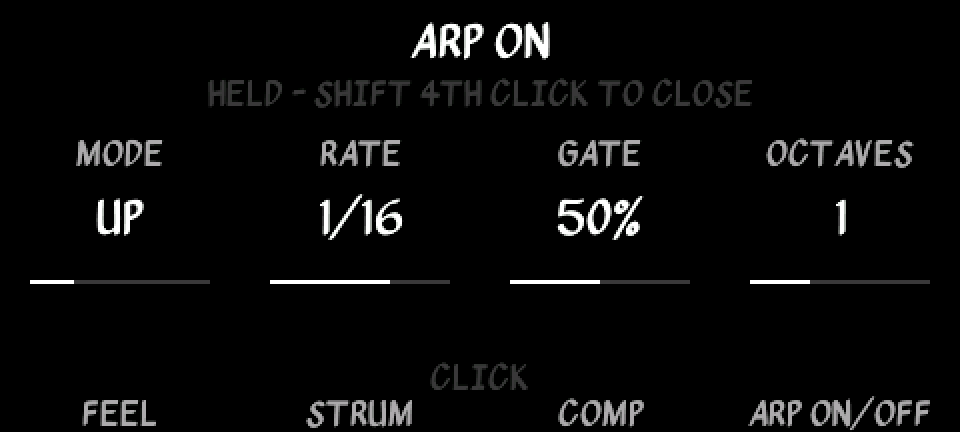 ARP ON
HELD - SHIFT 4TH CLICK TO CLOSE
MODE RATE GATE OCTAVES
UP 1/16 50% 1
CLICK
FEEL STRUM COMP ARP ON/OFF